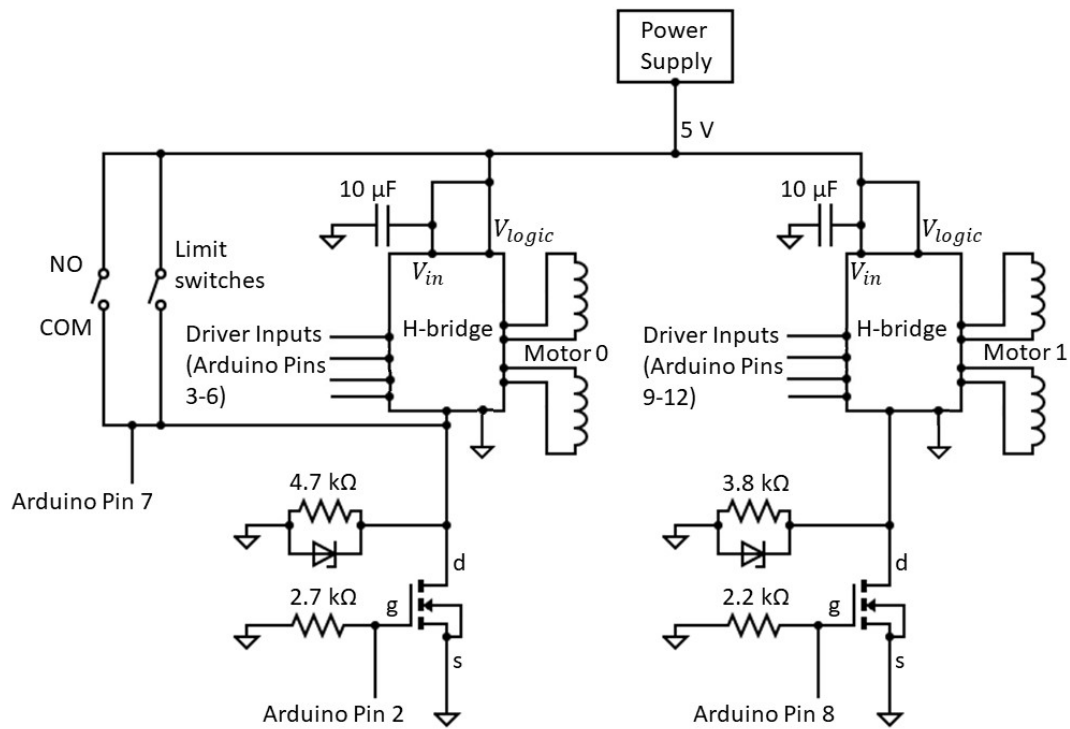 Power
Supply
5 V
10 μF
10 μF
V_logic
V_logic
NO
Limit
switches
V_in
V_in
COM
Driver Inputs
(Arduino Pins
3-6)
H-bridge
Motor 0
Driver Inputs
(Arduino Pins
9-12)
H-bridge
Motor 1
Arduino Pin 7
4.7 kΩ
3.8 kΩ
d
d
2.7 kΩ
g
2.2 kΩ
g
s
s
Arduino Pin 2
Arduino Pin 8